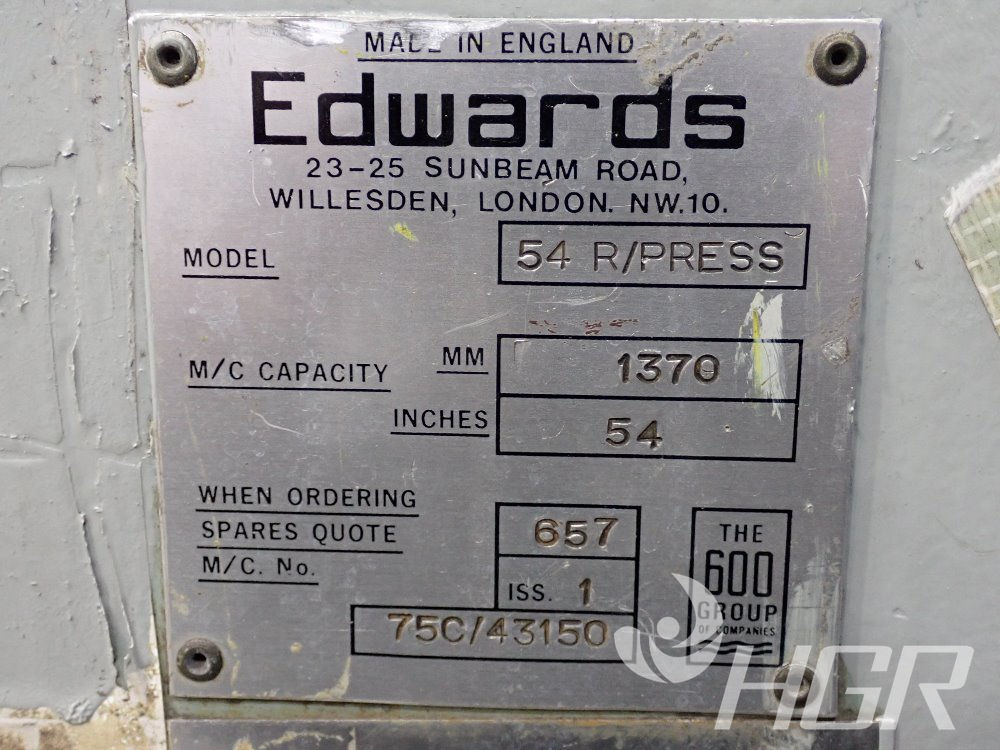 MADE IN ENGLAND
Edwards
23-25 SUNBEAM ROAD,
WILLESDEN, LONDON. NW.10.
MODEL 54 R/PRESS
M/C CAPACITY MM 1370
INCHES 54
WHEN ORDERING
SPARES QUOTE 657
M/C. No. ISS. 1
75C/43150
THE
600
GROUP
OF COMPANIES
HGR